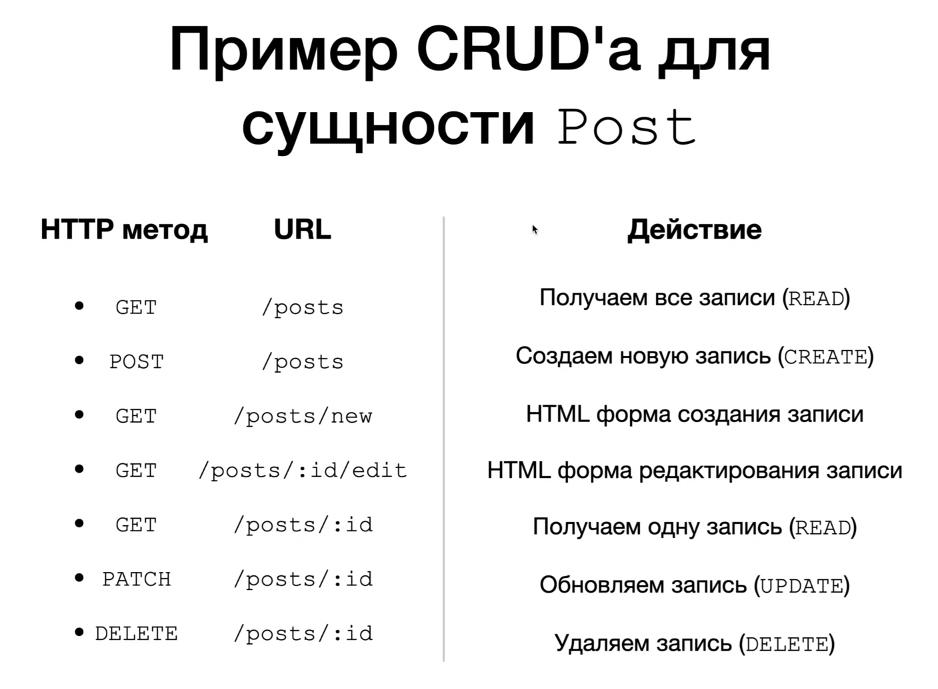 Пример CRUD'а для
сущности Post
HTTP метод URL Действие
• GET /posts Получаем все записи (READ)
• POST /posts Создаем новую запись (CREATE)
• GET /posts/new HTML форма создания записи
• GET /posts/:id/edit HTML форма редактирования записи
• GET /posts/:id Получаем одну запись (READ)
• PATCH /posts/:id Обновляем запись (UPDATE)
• DELETE /posts/:id Удаляем запись (DELETE)